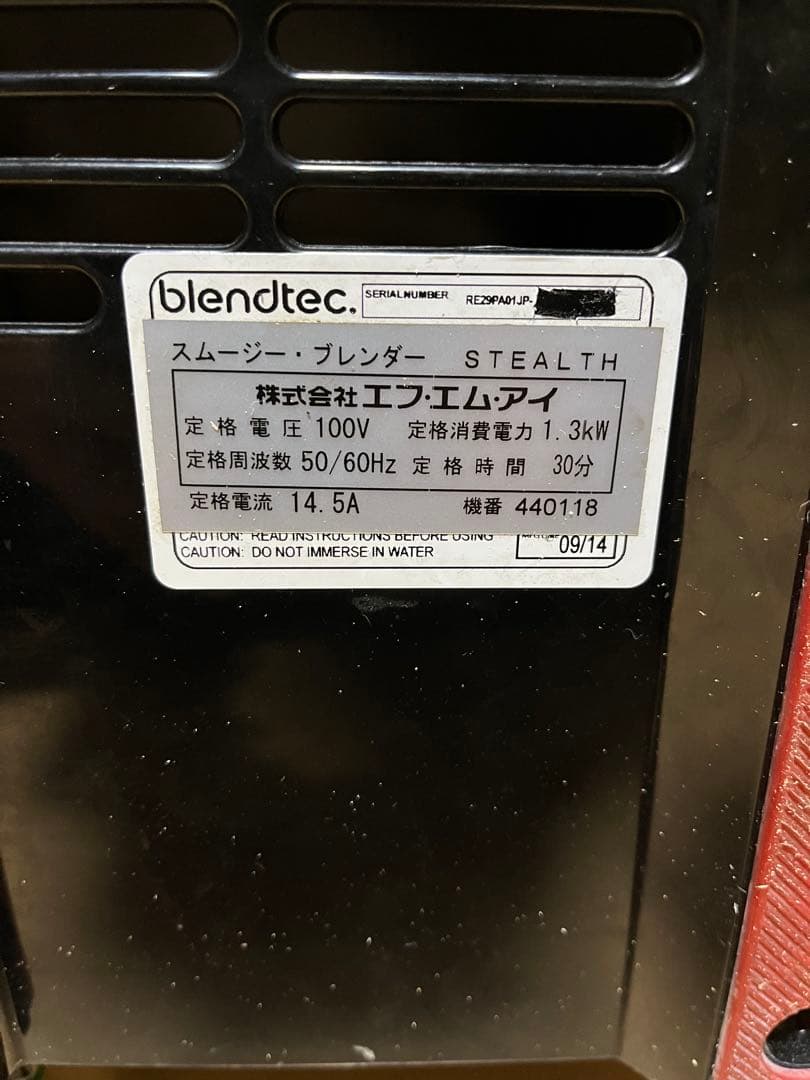 blendtec.
SERIAL NUMBER RE29PA01JP-
スムージー・ブレンダー STEALTH
株式会社エフ・エム・アイ
定格電圧 100V 定格消費電力 1.3kW
定格周波数 50/60Hz 定格時間 30分
定格電流 14.5A 機番 440118
CAUTION: READ INSTRUCTIONS BEFORE USING
CAUTION: DO NOT IMMERSE IN WATER
09/14